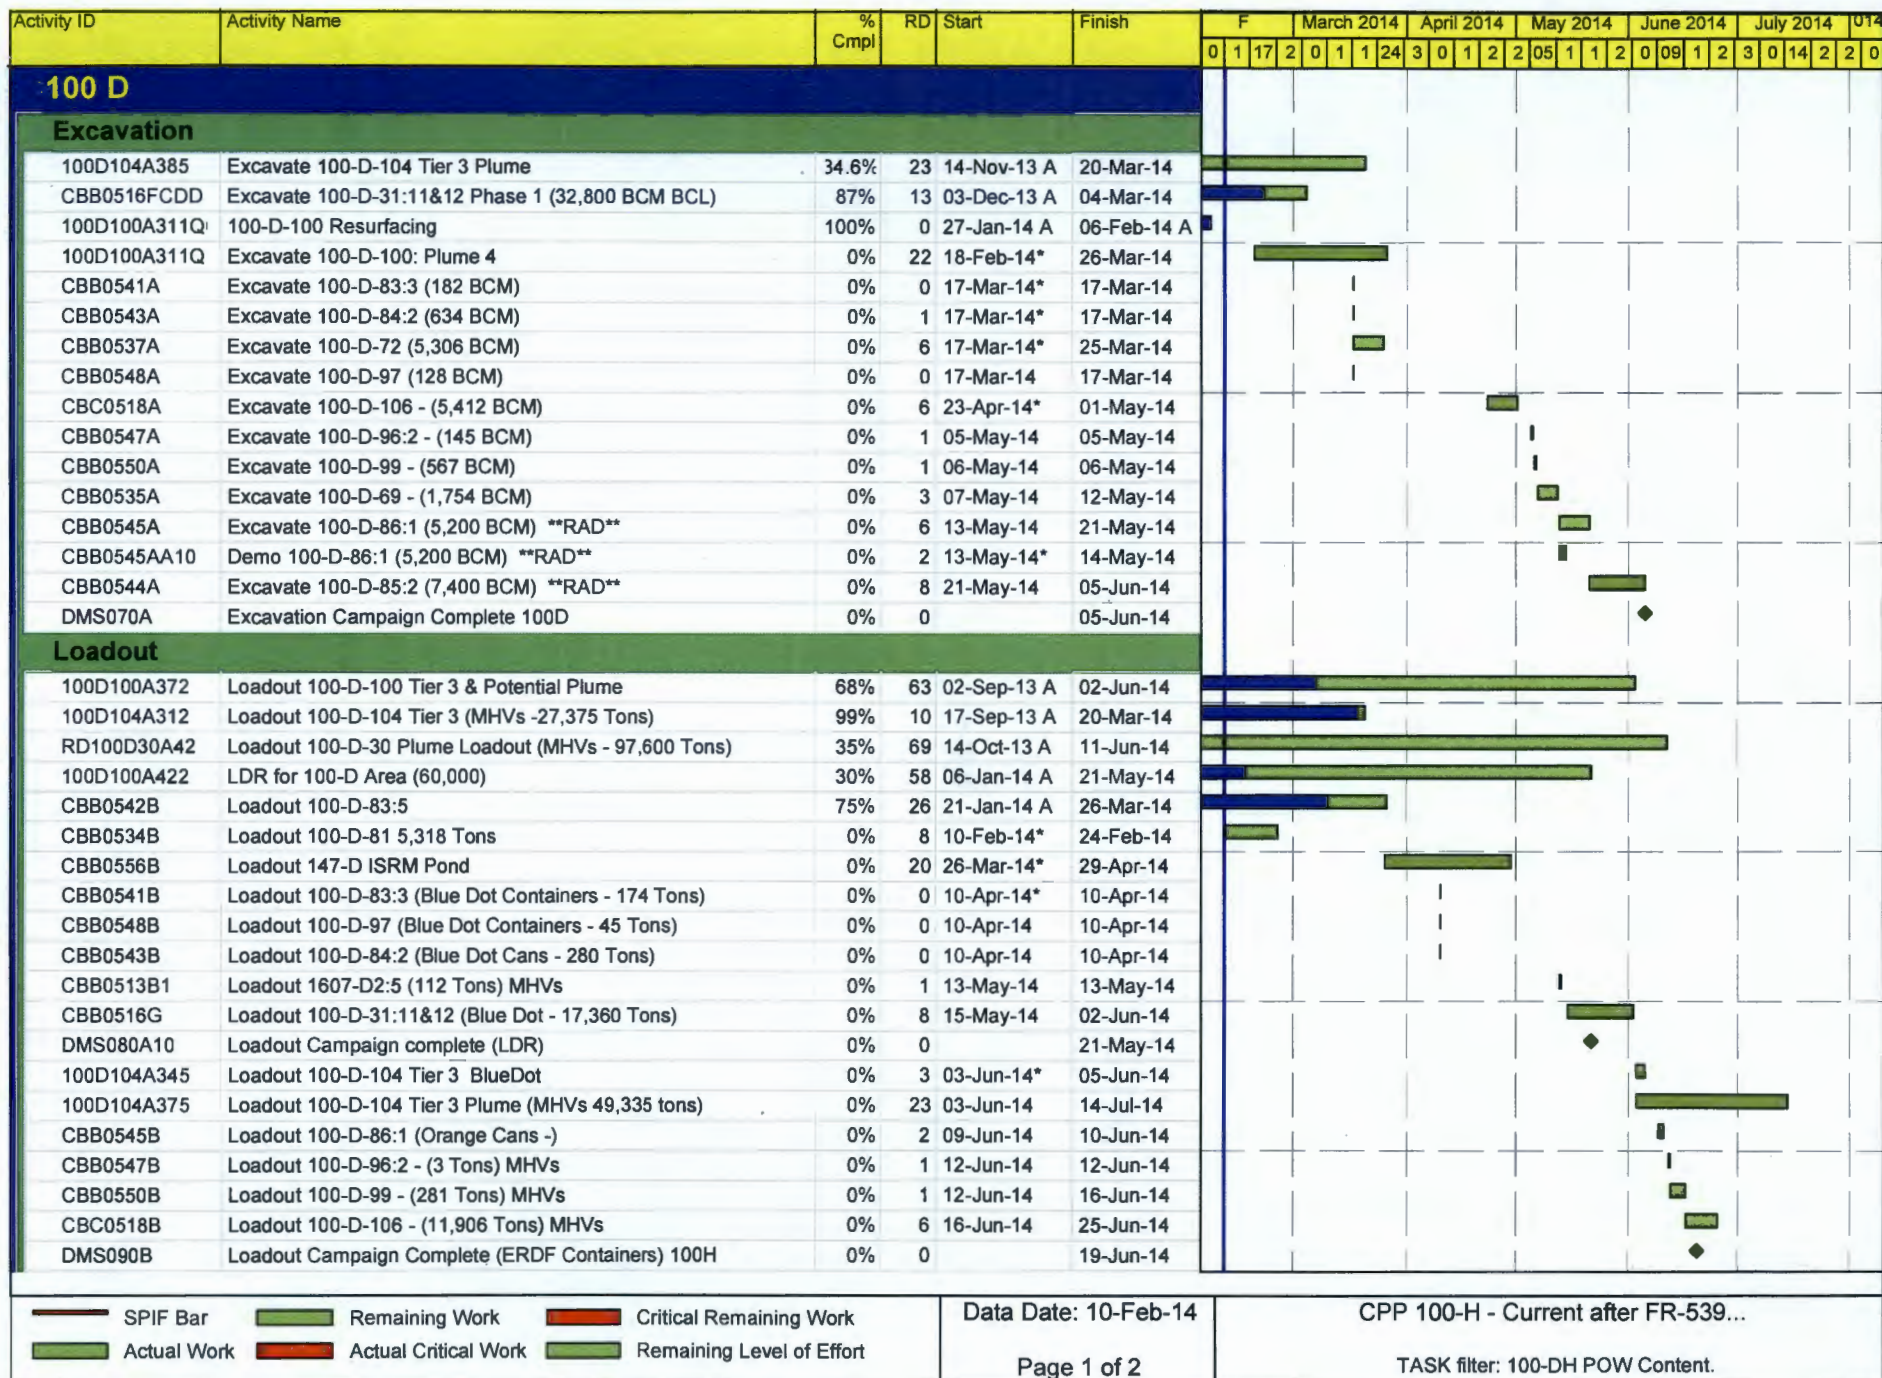 Activity ID Activity Name % Cmpl RD Start Finish F March 2014 April 2014 May 2014 June 2014 July 2014 014
0 1 17 2 0 1 1 24 3 0 1 2 2 05 1 1 2 0 09 1 2 3 0 14 2 2 0
100 D
Excavation
100D104A385 Excavate 100-D-104 Tier 3 Plume 34.6% 23 14-Nov-13 A 20-Mar-14
CBB0516FCDD Excavate 100-D-31:11&12 Phase 1 (32,800 BCM BCL) 87% 13 03-Dec-13 A 04-Mar-14
100D100A311Q 100-D-100 Resurfacing 100% 0 27-Jan-14 A 06-Feb-14 A
100D100A311Q Excavate 100-D-100: Plume 4 0% 22 18-Feb-14* 26-Mar-14
CBB0541A Excavate 100-D-83:3 (182 BCM) 0% 0 17-Mar-14* 17-Mar-14
CBB0543A Excavate 100-D-84:2 (634 BCM) 0% 1 17-Mar-14* 17-Mar-14
CBB0537A Excavate 100-D-72 (5,306 BCM) 0% 6 17-Mar-14* 25-Mar-14
CBB0548A Excavate 100-D-97 (128 BCM) 0% 0 17-Mar-14 17-Mar-14
CBC0518A Excavate 100-D-106 - (5,412 BCM) 0% 6 23-Apr-14* 01-May-14
CBB0547A Excavate 100-D-96:2 - (145 BCM) 0% 1 05-May-14 05-May-14
CBB0550A Excavate 100-D-99 - (567 BCM) 0% 1 06-May-14 06-May-14
CBB0535A Excavate 100-D-69 - (1,754 BCM) 0% 3 07-May-14 12-May-14
CBB0545A Excavate 100-D-86:1 (5,200 BCM) **RAD** 0% 6 13-May-14 21-May-14
CBB0545AA10 Demo 100-D-86:1 (5,200 BCM) **RAD** 0% 2 13-May-14* 14-May-14
CBB0544A Excavate 100-D-85:2 (7,400 BCM) **RAD** 0% 8 21-May-14 05-Jun-14
DMS070A Excavation Campaign Complete 100D 0% 0 05-Jun-14
Loadout
100D100A372 Loadout 100-D-100 Tier 3 & Potential Plume 68% 63 02-Sep-13 A 02-Jun-14
100D104A312 Loadout 100-D-104 Tier 3 (MHVs -27,375 Tons) 99% 10 17-Sep-13 A 20-Mar-14
RD100D30A42 Loadout 100-D-30 Plume Loadout (MHVs - 97,600 Tons) 35% 69 14-Oct-13 A 11-Jun-14
100D100A422 LDR for 100-D Area (60,000) 30% 58 06-Jan-14 A 21-May-14
CBB0542B Loadout 100-D-83:5 75% 26 21-Jan-14 A 26-Mar-14
CBB0534B Loadout 100-D-81 5,318 Tons 0% 8 10-Feb-14* 24-Feb-14
CBB0556B Loadout 147-D ISRM Pond 0% 20 26-Mar-14* 29-Apr-14
CBB0541B Loadout 100-D-83:3 (Blue Dot Containers - 174 Tons) 0% 0 10-Apr-14* 10-Apr-14
CBB0548B Loadout 100-D-97 (Blue Dot Containers - 45 Tons) 0% 0 10-Apr-14 10-Apr-14
CBB0543B Loadout 100-D-84:2 (Blue Dot Cans - 280 Tons) 0% 0 10-Apr-14 10-Apr-14
CBB0513B1 Loadout 1607-D2:5 (112 Tons) MHVs 0% 1 13-May-14 13-May-14
CBB0516G Loadout 100-D-31:11&12 (Blue Dot - 17,360 Tons) 0% 8 15-May-14 02-Jun-14
DMS080A10 Loadout Campaign complete (LDR) 0% 0 21-May-14
100D104A345 Loadout 100-D-104 Tier 3 BlueDot 0% 3 03-Jun-14* 05-Jun-14
100D104A375 Loadout 100-D-104 Tier 3 Plume (MHVs 49,335 tons) 0% 23 03-Jun-14 14-Jul-14
CBB0545B Loadout 100-D-86:1 (Orange Cans -) 0% 2 09-Jun-14 10-Jun-14
CBB0547B Loadout 100-D-96:2 - (3 Tons) MHVs 0% 1 12-Jun-14 12-Jun-14
CBB0550B Loadout 100-D-99 - (281 Tons) MHVs 0% 1 12-Jun-14 16-Jun-14
CBC0518B Loadout 100-D-106 - (11,906 Tons) MHVs 0% 6 16-Jun-14 25-Jun-14
DMS090B Loadout Campaign Complete (ERDF Containers) 100H 0% 0 19-Jun-14
SPIF Bar Remaining Work Critical Remaining Work Data Date: 10-Feb-14 CPP 100-H - Current after FR-539...
Actual Work Actual Critical Work Remaining Level of Effort Page 1 of 2 TASK filter: 100-DH POW Content.